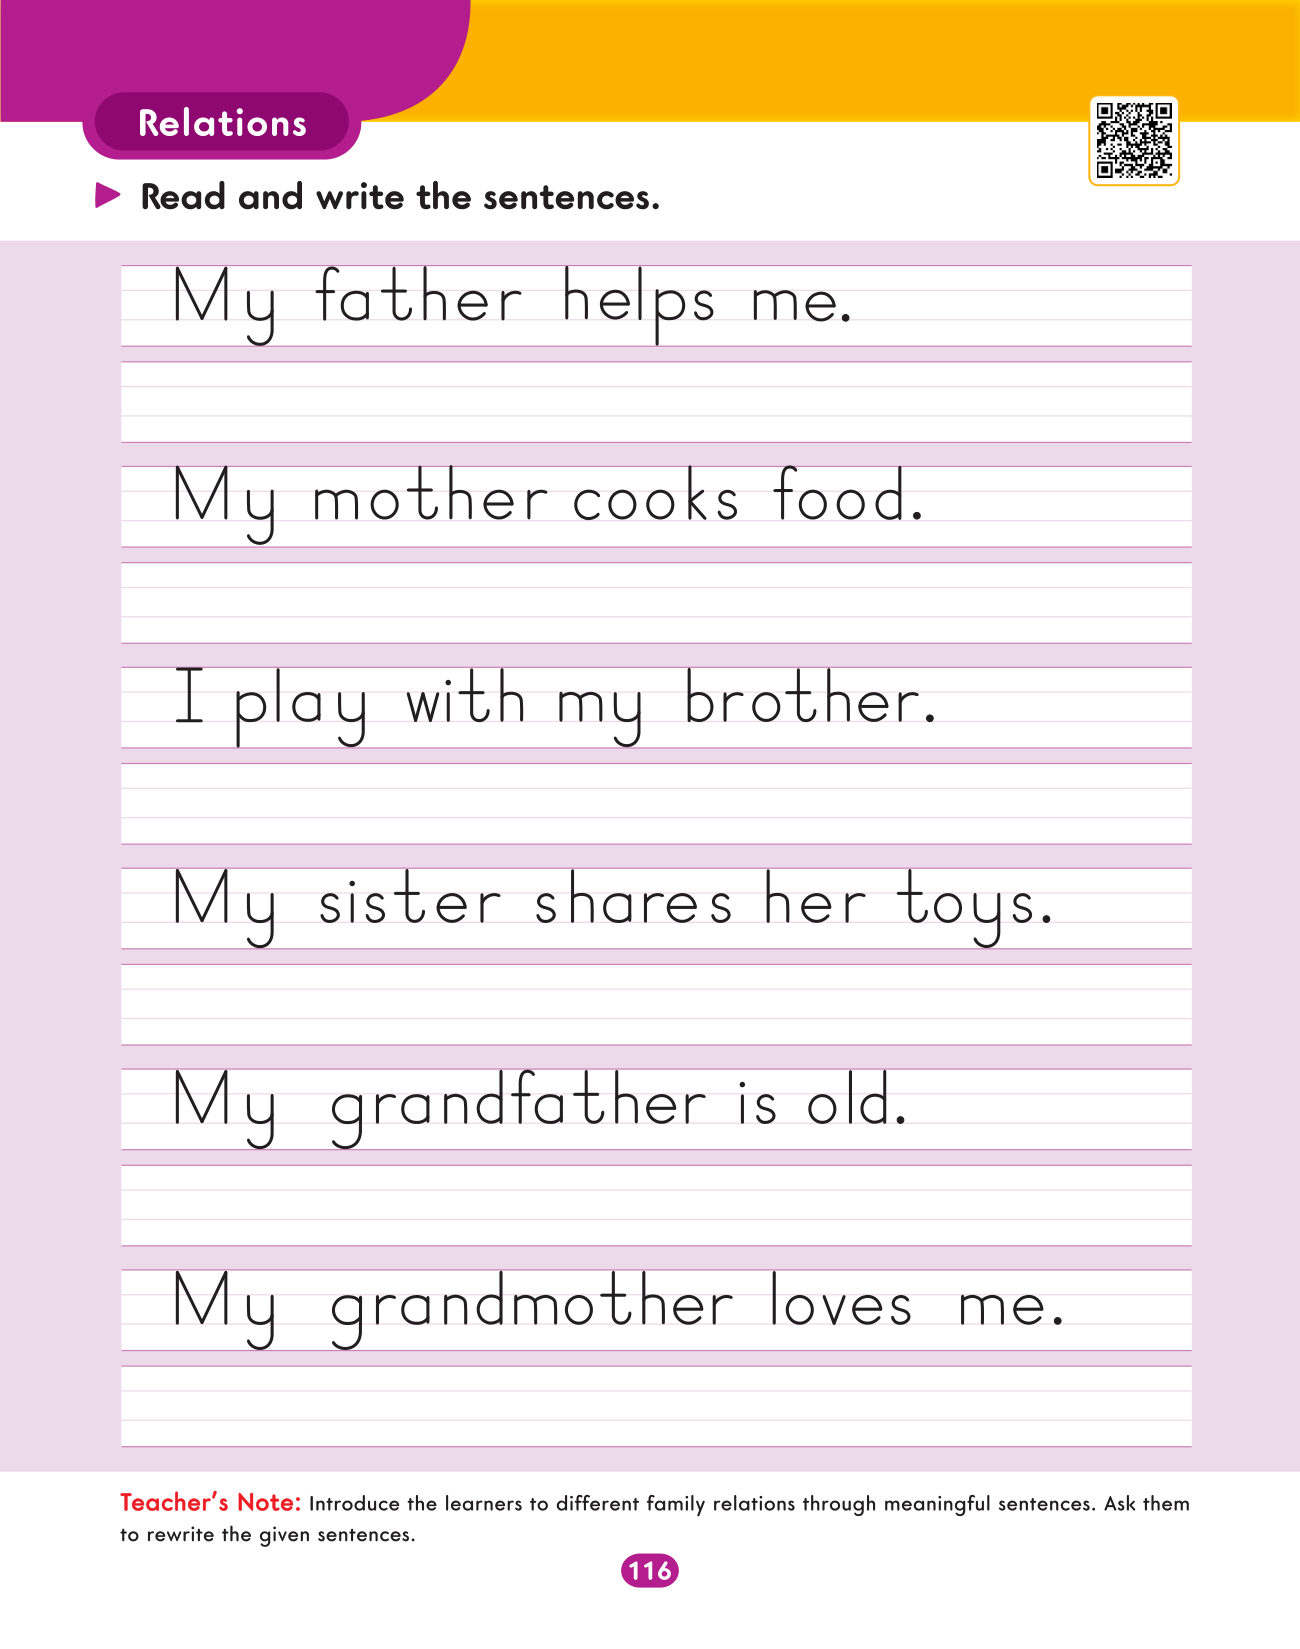 Relations
Read and write the sentences.
My father helps me.
My mother cooks food.
I play with my brother.
My sister shares her toys.
My grandfather is old.
My grandmother loves me.
Teacher's Note: Introduce the learners to different family relations through meaningful sentences. Ask them
to rewrite the given sentences.
116